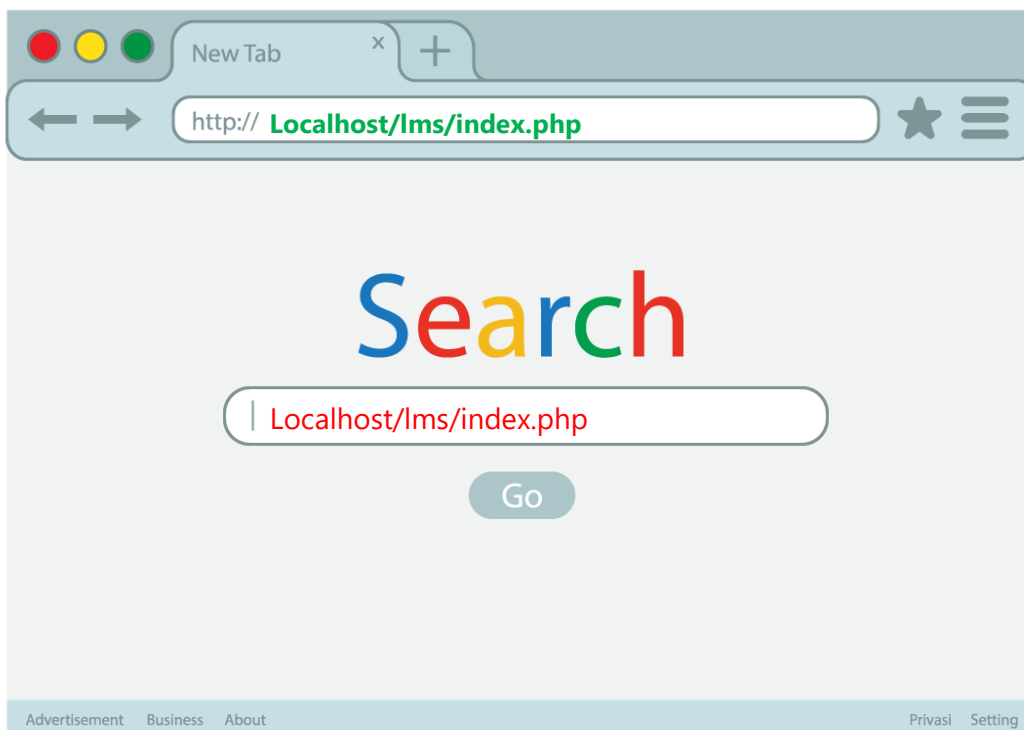 New Tab x
http:// Localhost/lms/index.php
Search
Localhost/lms/index.php
Go
Advertisement Business About Privasi Setting